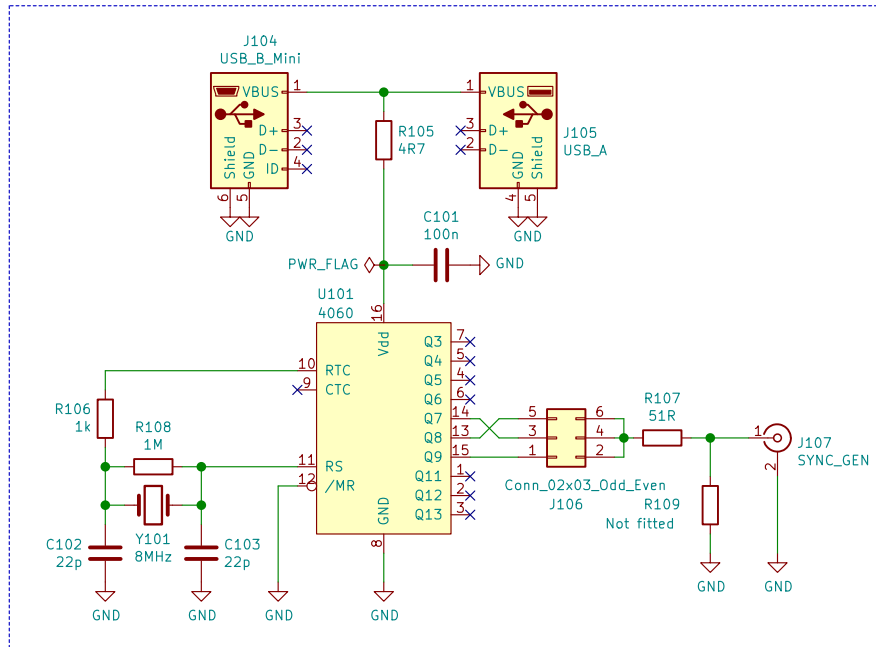 J104
USB_B_Mini
VBUS 1
D+ 3
D- 2
ID 4
Shield
GND
6
5
GND
1 VBUS
3 D+
2 D-
GND
Shield
4
5
GND
J105
USB_A
R105
4R7
C101
100n
PWR_FLAG
GND
U101
4060
16
Vdd
10 RTC
9 CTC
11 RS
12 /MR
GND
8
Q3 7
Q4 5
Q5 4
Q6 6
Q7 14
Q8 13
Q9 15
Q11 1
Q12 2
Q13 3
R106
1k
R108
1M
Y101
8MHz
C102
22p
C103
22p
GND
GND
GND
GND
5 6
3 4
1 2
Conn_02x03_Odd_Even
J106
R107
51R
R109
Not fitted
1
2
J107
SYNC_GEN
GND
GND